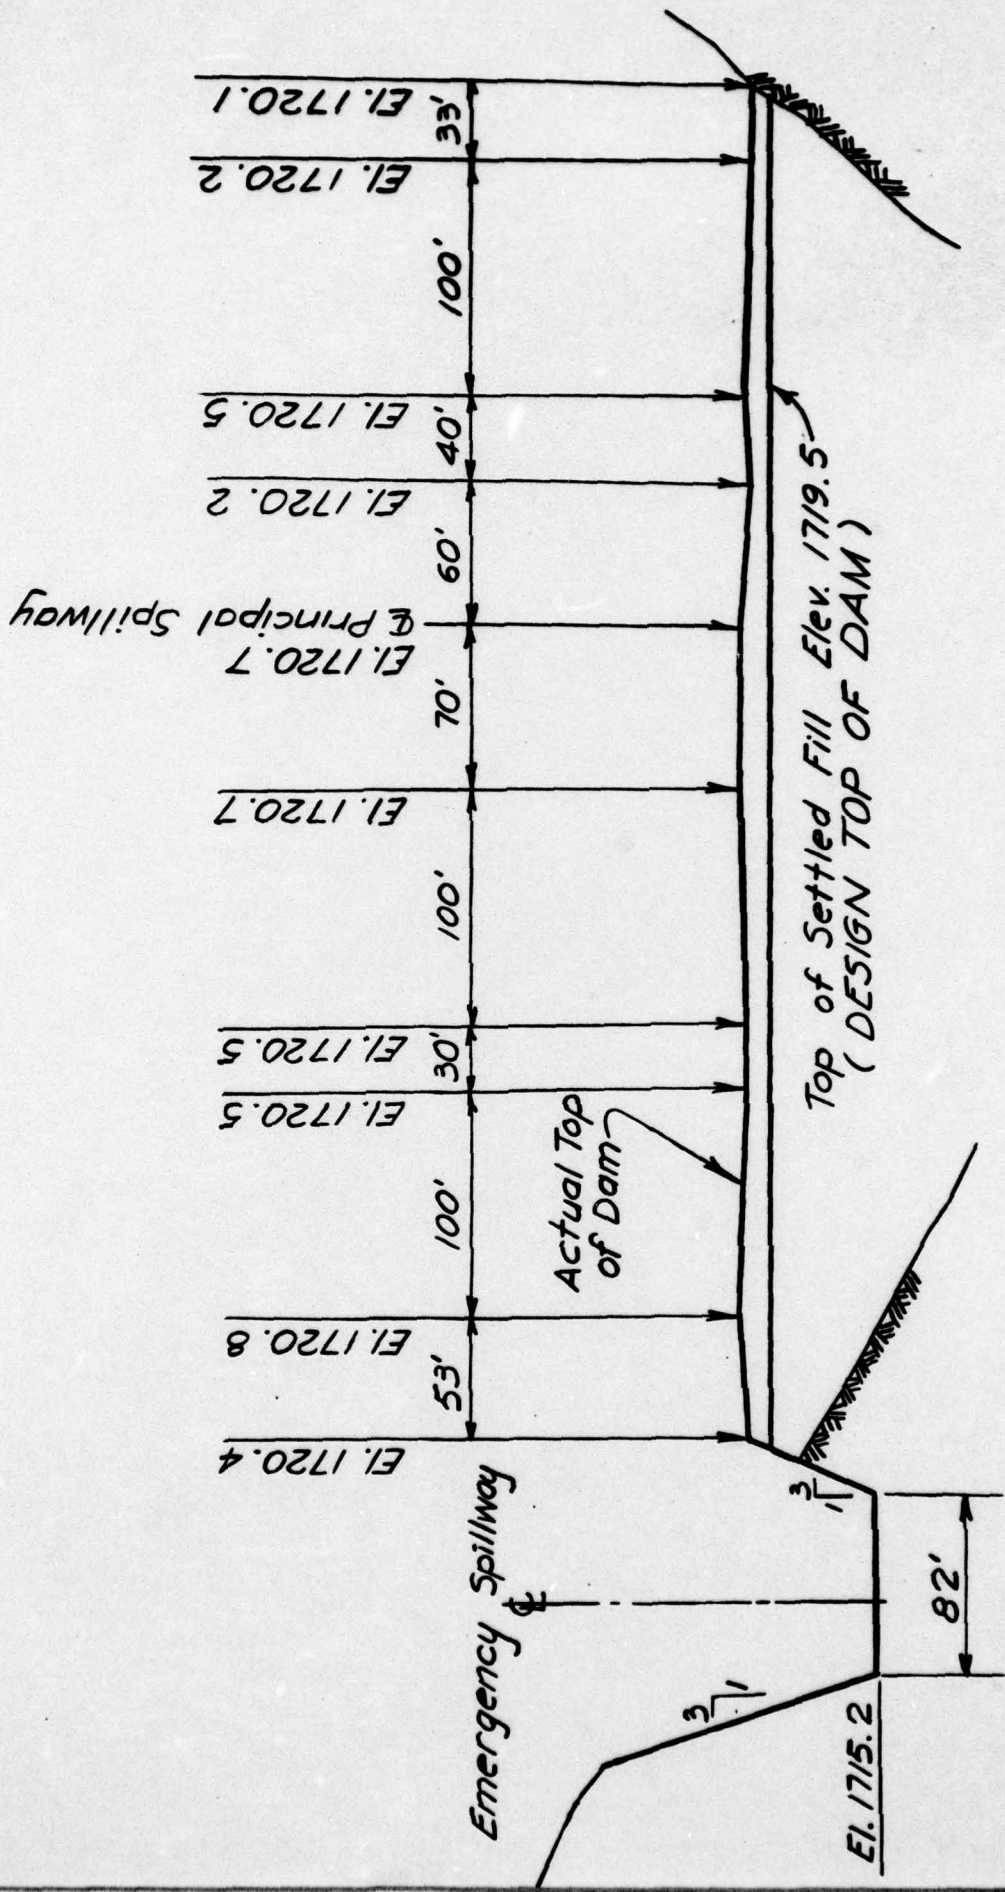 El. 1720.4
El. 1720.8
El. 1720.5
El. 1720.5
El. 1720.7
El. 1720.7
℄ Principal Spillway
El. 1720.2
El. 1720.5
El. 1720.2
El. 1720.1
53'
100'
30'
100'
70'
60'
40'
100'
33'
Emergency Spillway
℄
Actual Top
of Dam
3
1
3
1
Top of Settled Fill Elev. 1719.5
(DESIGN TOP OF DAM)
El. 1715.2
82'